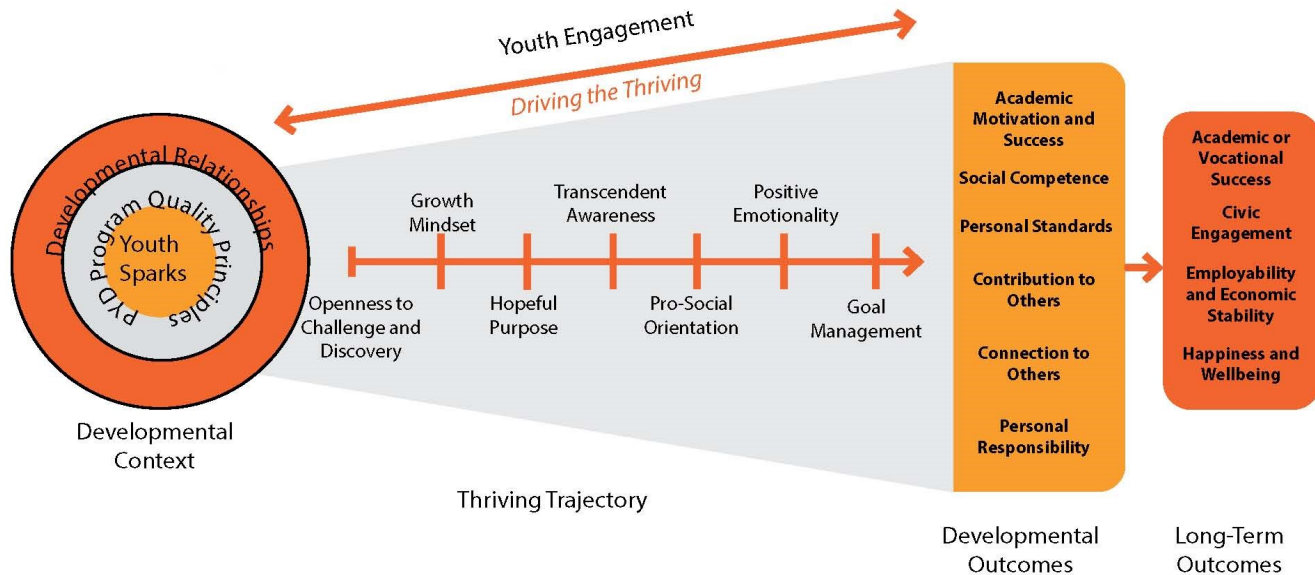 Youth Engagement
Driving the Thriving
Developmental Relationships
PYD Program Quality Principles
Youth
Sparks
Developmental
Context
Openness to
Challenge and
Discovery
Growth
Mindset
Hopeful
Purpose
Transcendent
Awareness
Pro-Social
Orientation
Positive
Emotionality
Goal
Management
Thriving Trajectory
Academic
Motivation and
Success
Social Competence
Personal Standards
Contribution to
Others
Connection to
Others
Personal
Responsibility
Developmental
Outcomes
Academic or
Vocational
Success
Civic
Engagement
Employability
and Economic
Stability
Happiness and
Wellbeing
Long-Term
Outcomes